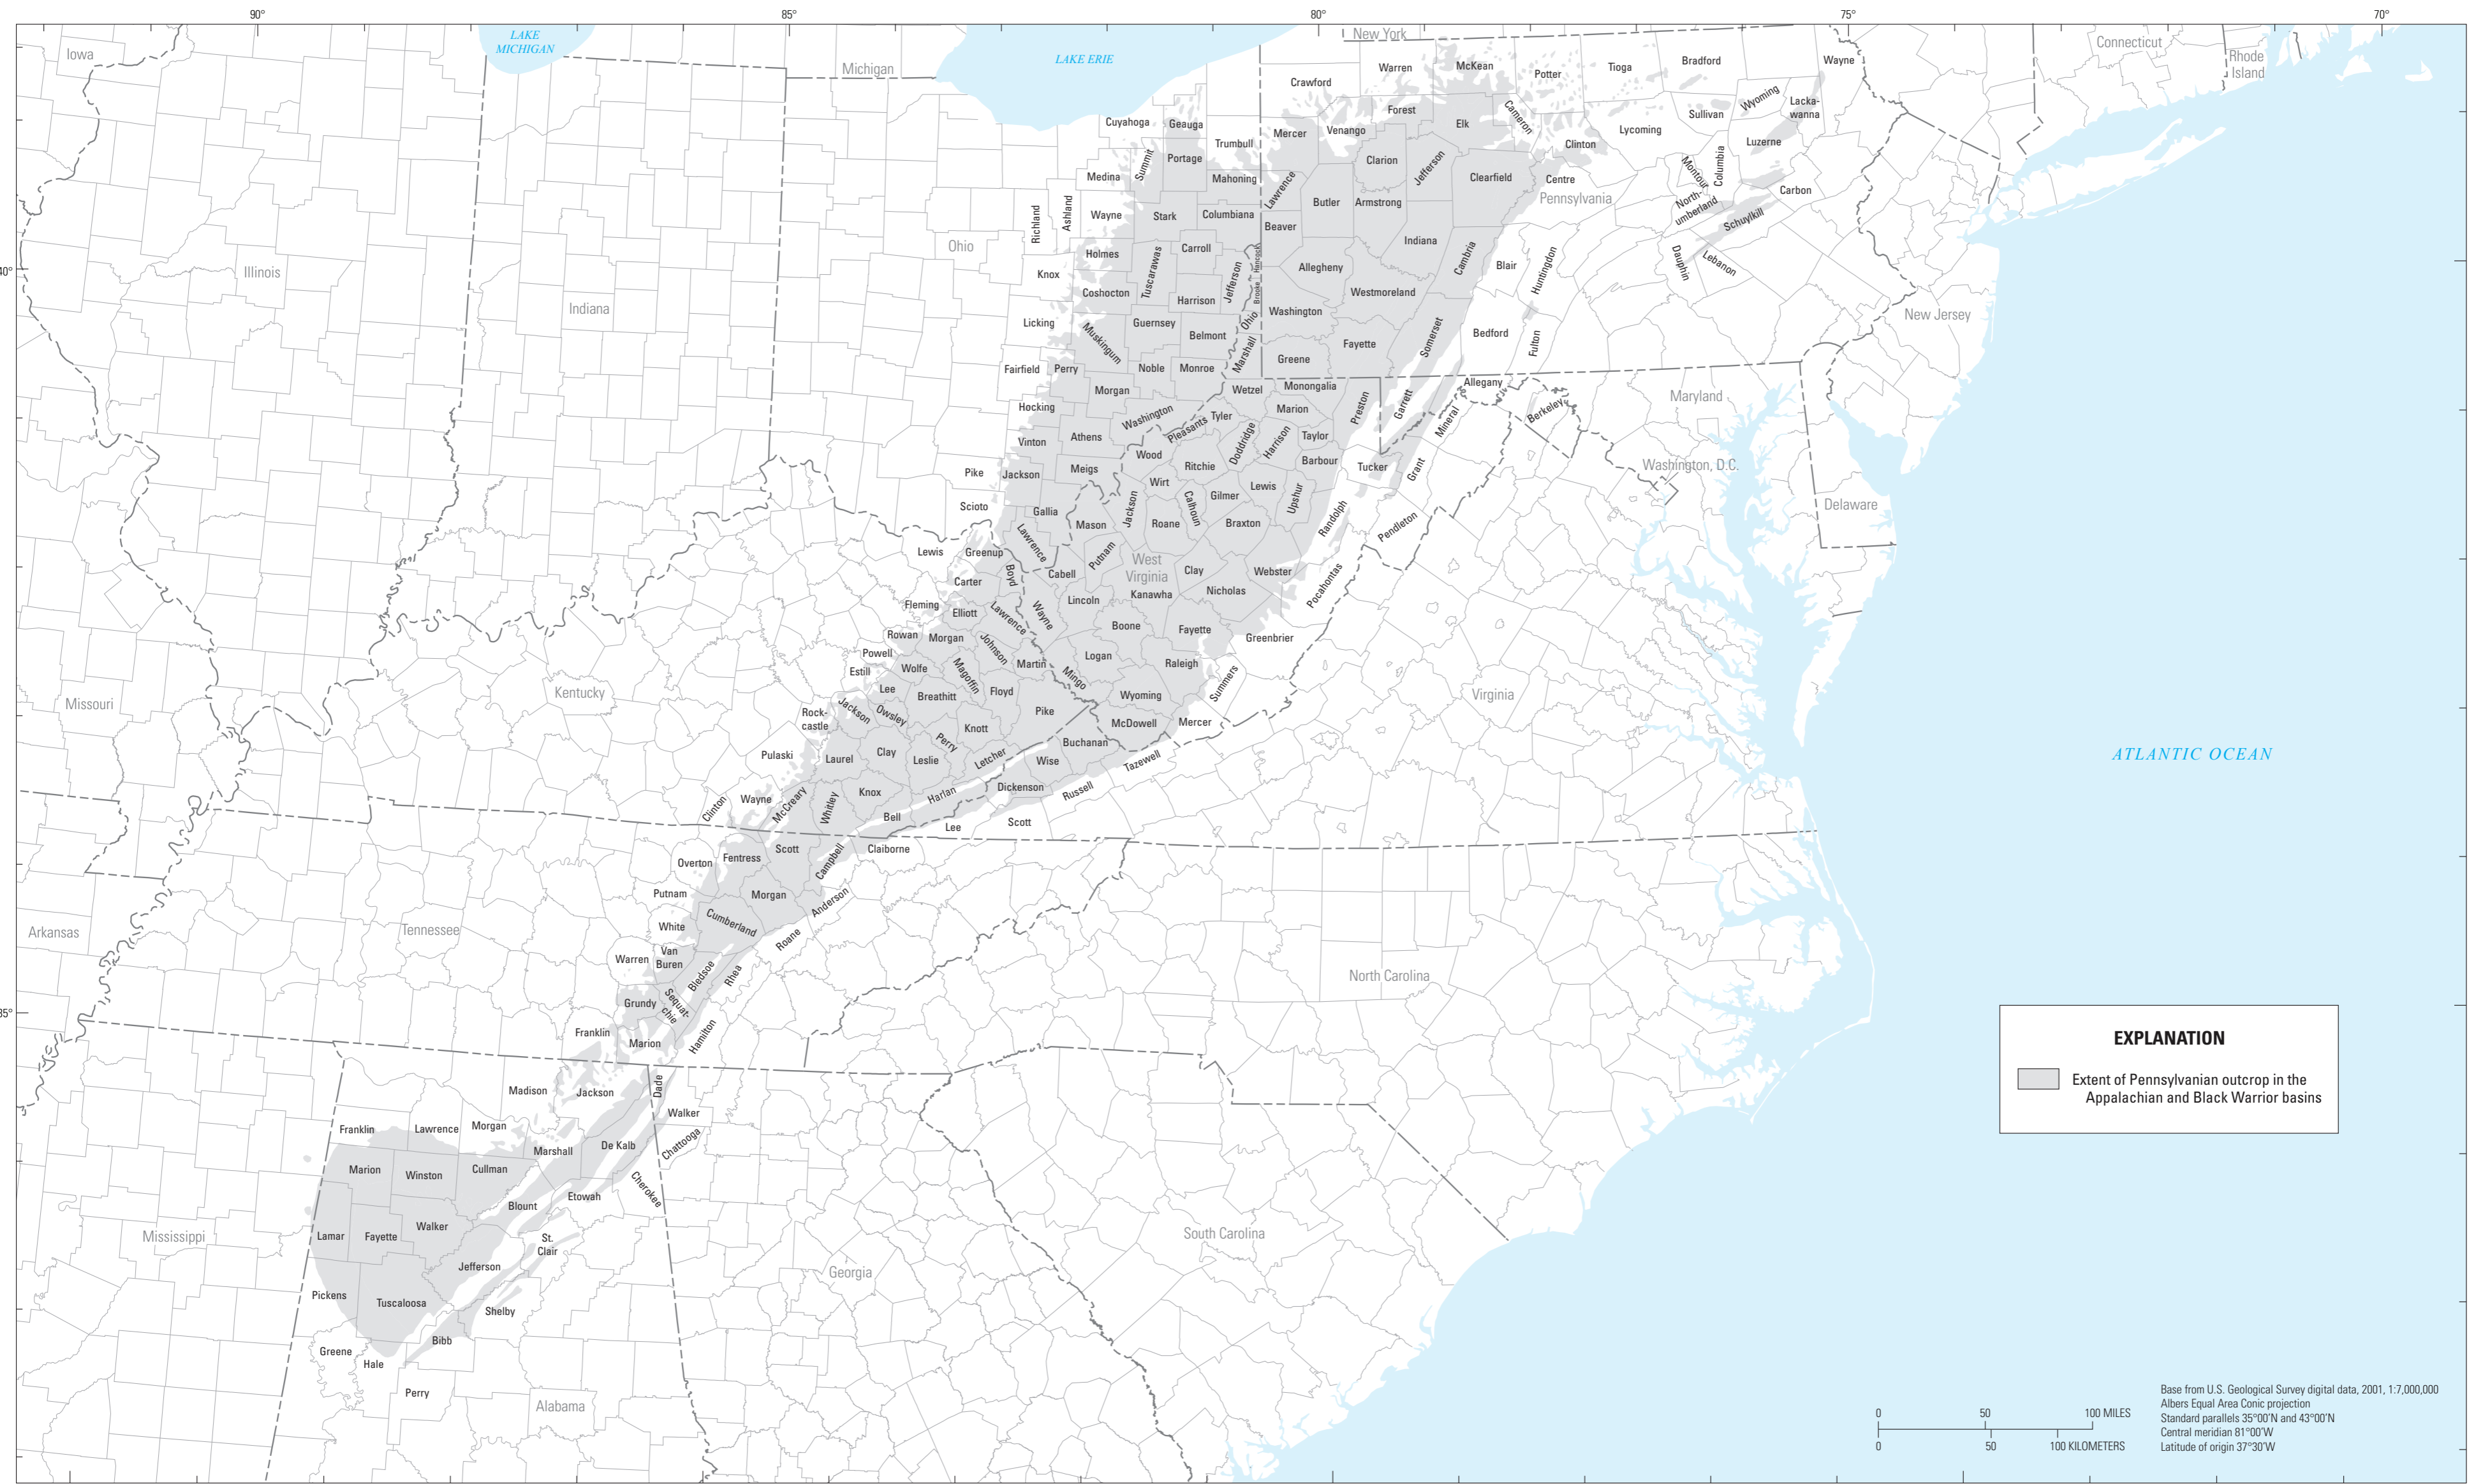 90°
85°
80°
75°
70°
LAKE
MICHIGAN
LAKE ERIE
New York
Connecticut
Rhode
Island
Iowa
Michigan
Wayne
Warren
McKean
Potter
Tioga
Bradford
Crawford
Wyoming
Lacka-
wanna
Forest
Cameron
Sullivan
Cuyahoga
Geauga
Mercer
Venango
Elk
Lycoming
Trumbull
Clinton
Luzerne
Summit
Portage
Clarion
Jefferson
Columbia
Montour
Medina
Mahoning
Lawrence
Clearfield
Centre
Carbon
Pennsylvania
Richland
Ashland
Wayne
Stark
Columbiana
Butler
Armstrong
North-
umberland
Schuylkill
Beaver
Ohio
Holmes
Carroll
Indiana
Cambria
Blair
Huntingdon
Dauphin
Lebanon
40°
Illinois
Knox
Tuscarawas
Jefferson
Hancock
Brooke
Allegheny
Indiana
Coshocton
Harrison
Westmoreland
Washington
New Jersey
Licking
Muskingum
Guernsey
Belmont
Ohio
Marshall
Fayette
Somerset
Bedford
Fulton
Greene
Fairfield
Perry
Noble
Monroe
Morgan
Wetzel
Monongalia
Allegany
Maryland
Hocking
Washington
Tyler
Marion
Preston
Garrett
Mineral
Berkeley
Pleasants
Vinton
Athens
Doddridge
Harrison
Taylor
Wood
Ritchie
Barbour
Tucker
Grant
Washington, D.C.
Pike
Jackson
Meigs
Wirt
Lewis
Upshur
Gilmer
Calhoun
Delaware
Scioto
Gallia
Mason
Jackson
Roane
Braxton
Randolph
Pendleton
Lewis
Greenup
Lawrence
Putnam
West
Virginia
Boyd
Cabell
Clay
Webster
Pocahontas
Carter
Kanawha
Nicholas
Fleming
Elliott
Lawrence
Wayne
Lincoln
Boone
Fayette
Greenbrier
Rowan
Morgan
Johnson
Powell
Estill
Wolfe
Magoffin
Martin
Logan
Mingo
Raleigh
Summers
Kentucky
Lee
Breathitt
Floyd
Wyoming
Virginia
Missouri
Rock-
castle
Jackson
Owsley
Pike
McDowell
Mercer
Knott
Pulaski
Laurel
Clay
Perry
Leslie
Letcher
Buchanan
Wise
Tazewell
ATLANTIC OCEAN
Clinton
Wayne
McCreary
Whitley
Knox
Harlan
Dickenson
Russell
Bell
Lee
Scott
Overton
Fentress
Scott
Campbell
Claiborne
Putnam
Morgan
Anderson
Arkansas
Tennessee
White
Cumberland
Roane
Warren
Van
Buren
Bledsoe
Rhea
North Carolina
Grundy
Sequat-
chie
35°
Franklin
Marion
Hamilton
EXPLANATION
Extent of Pennsylvanian outcrop in the
Appalachian and Black Warrior basins
Madison
Jackson
Dade
Walker
Franklin
Lawrence
Morgan
Marshall
De Kalb
Chattooga
Marion
Winston
Cullman
Cherokee
Etowah
Blount
Mississippi
Lamar
Fayette
Walker
St.
Clair
South Carolina
Jefferson
Georgia
Pickens
Tuscaloosa
Shelby
Bibb
Greene
Hale
Perry
Alabama
0
50
100 MILES
0
50
100 KILOMETERS
Base from U.S. Geological Survey digital data, 2001, 1:7,000,000
Albers Equal Area Conic projection
Standard parallels 35°00'N and 43°00'N
Central meridian 81°00'W
Latitude of origin 37°30'W